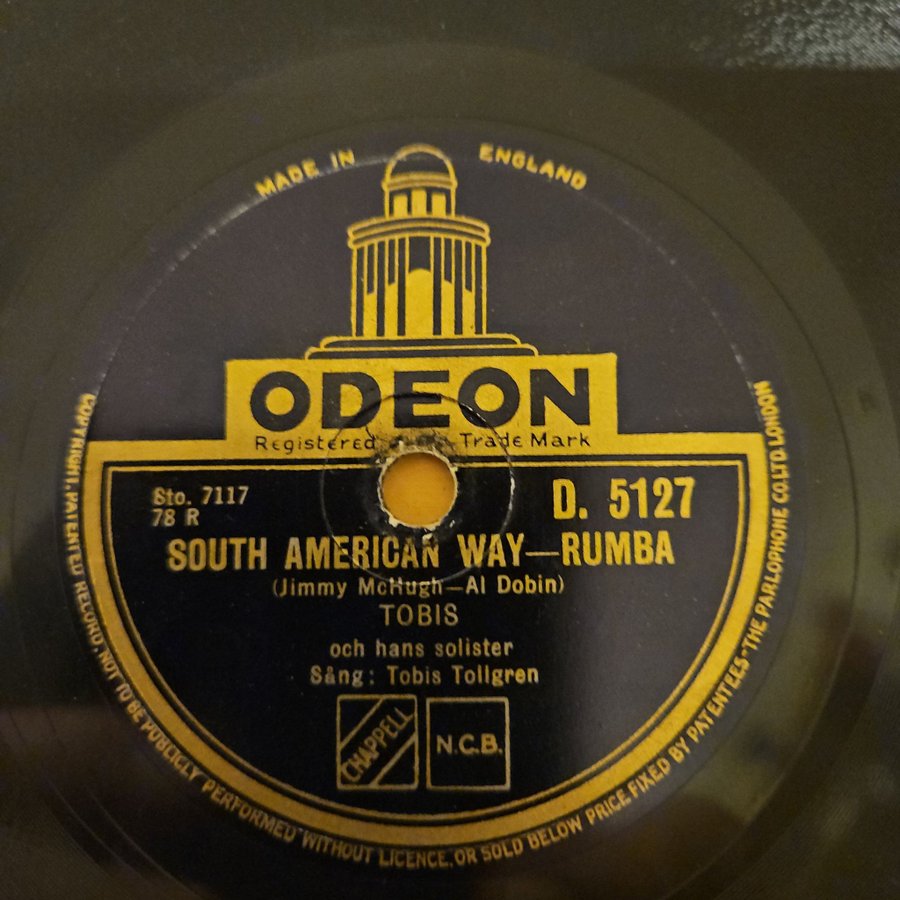 MADE IN ENGLAND
ODEON
Registered Trade Mark
Sto. 7117
78 R
D. 5127
SOUTH AMERICAN WAY—RUMBA
(Jimmy McHugh—Al Dobin)
TOBIS
och hans solister
Sång: Tobis Tollgren
CHAPPELL
N.C.B.
COPYRIGHT, PATENTED RECORD. NOT TO BE PUBLICLY PERFORMED WITHOUT LICENCE, OR SOLD BELOW PRICE FIXED BY PATENTEES-THE PARLOPHONE CO.LTD.LONDON